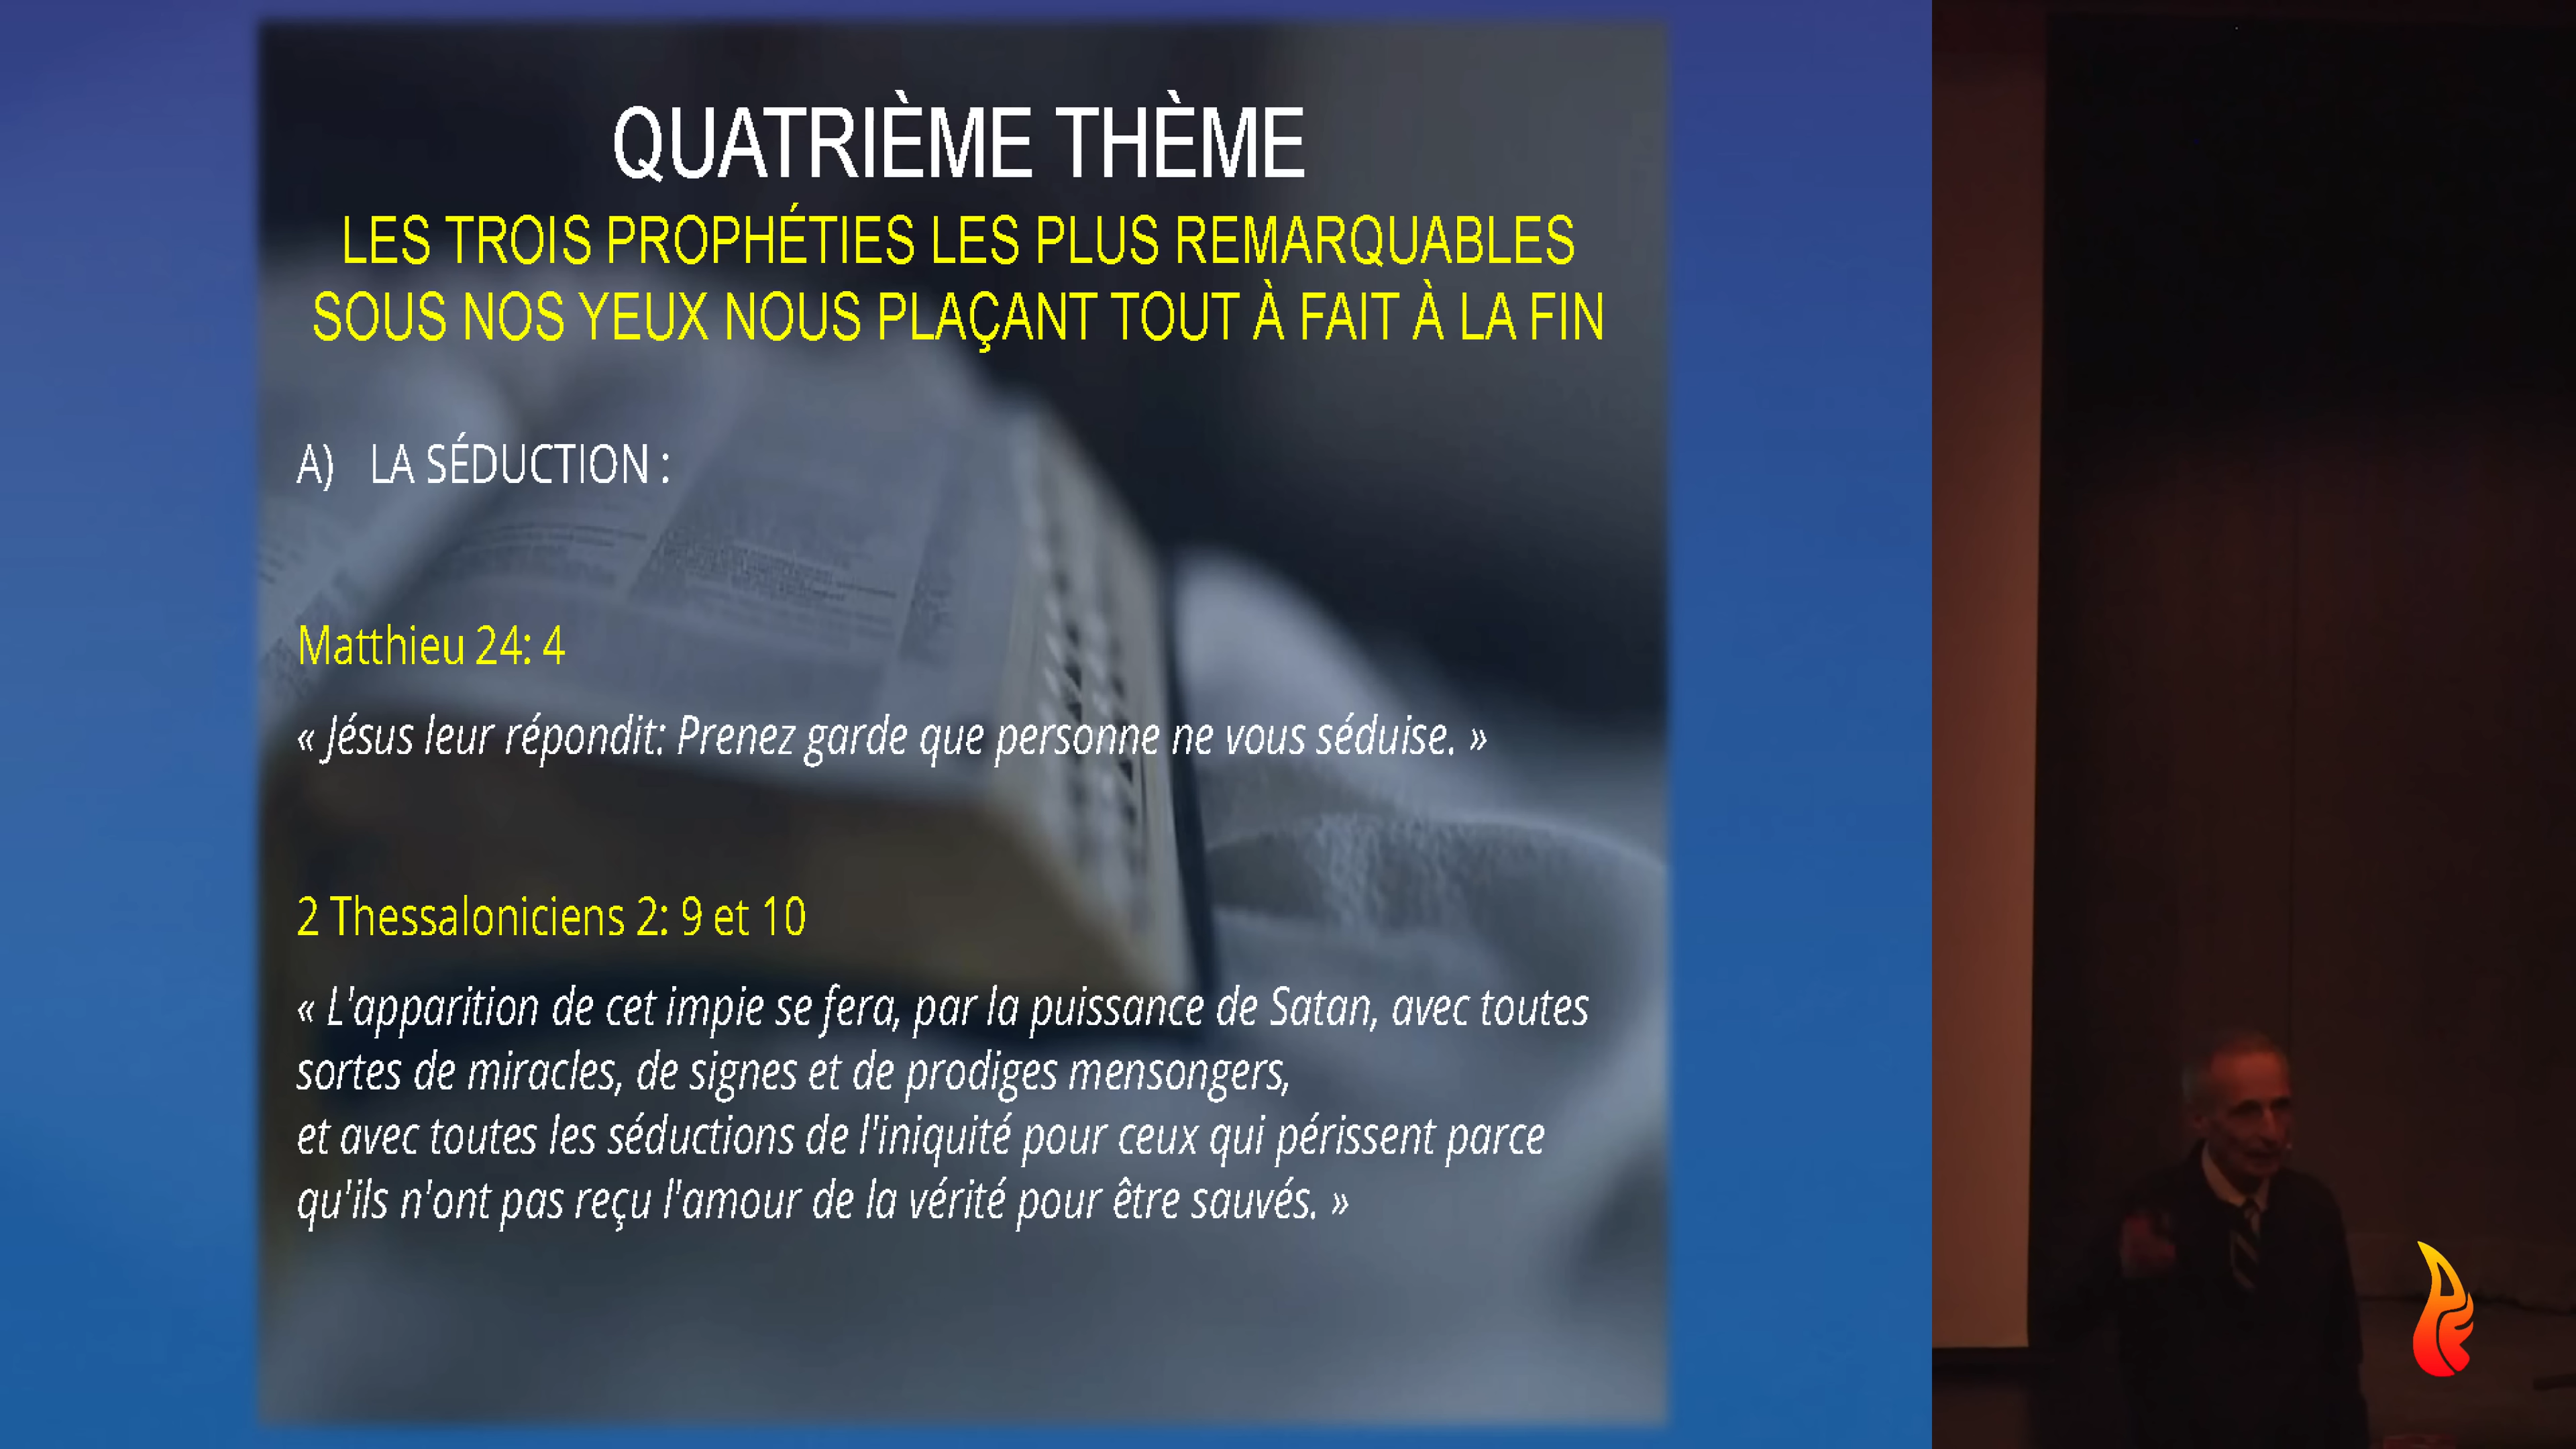 QUATRIÈME THÈME
LES TROIS PROPHÉTIES LES PLUS REMARQUABLES
SOUS NOS YEUX NOUS PLAÇANT TOUT À FAIT À LA FIN
A) LA SÉDUCTION :
Matthieu 24: 4
« Jésus leur répondit: Prenez garde que personne ne vous séduise. »
2 Thessaloniciens 2: 9 et 10
« L'apparition de cet impie se fera, par la puissance de Satan, avec toutes
sortes de miracles, de signes et de prodiges mensongers,
et avec toutes les séductions de l'iniquité pour ceux qui périssent parce
qu'ils n'ont pas reçu l'amour de la vérité pour être sauvés. »